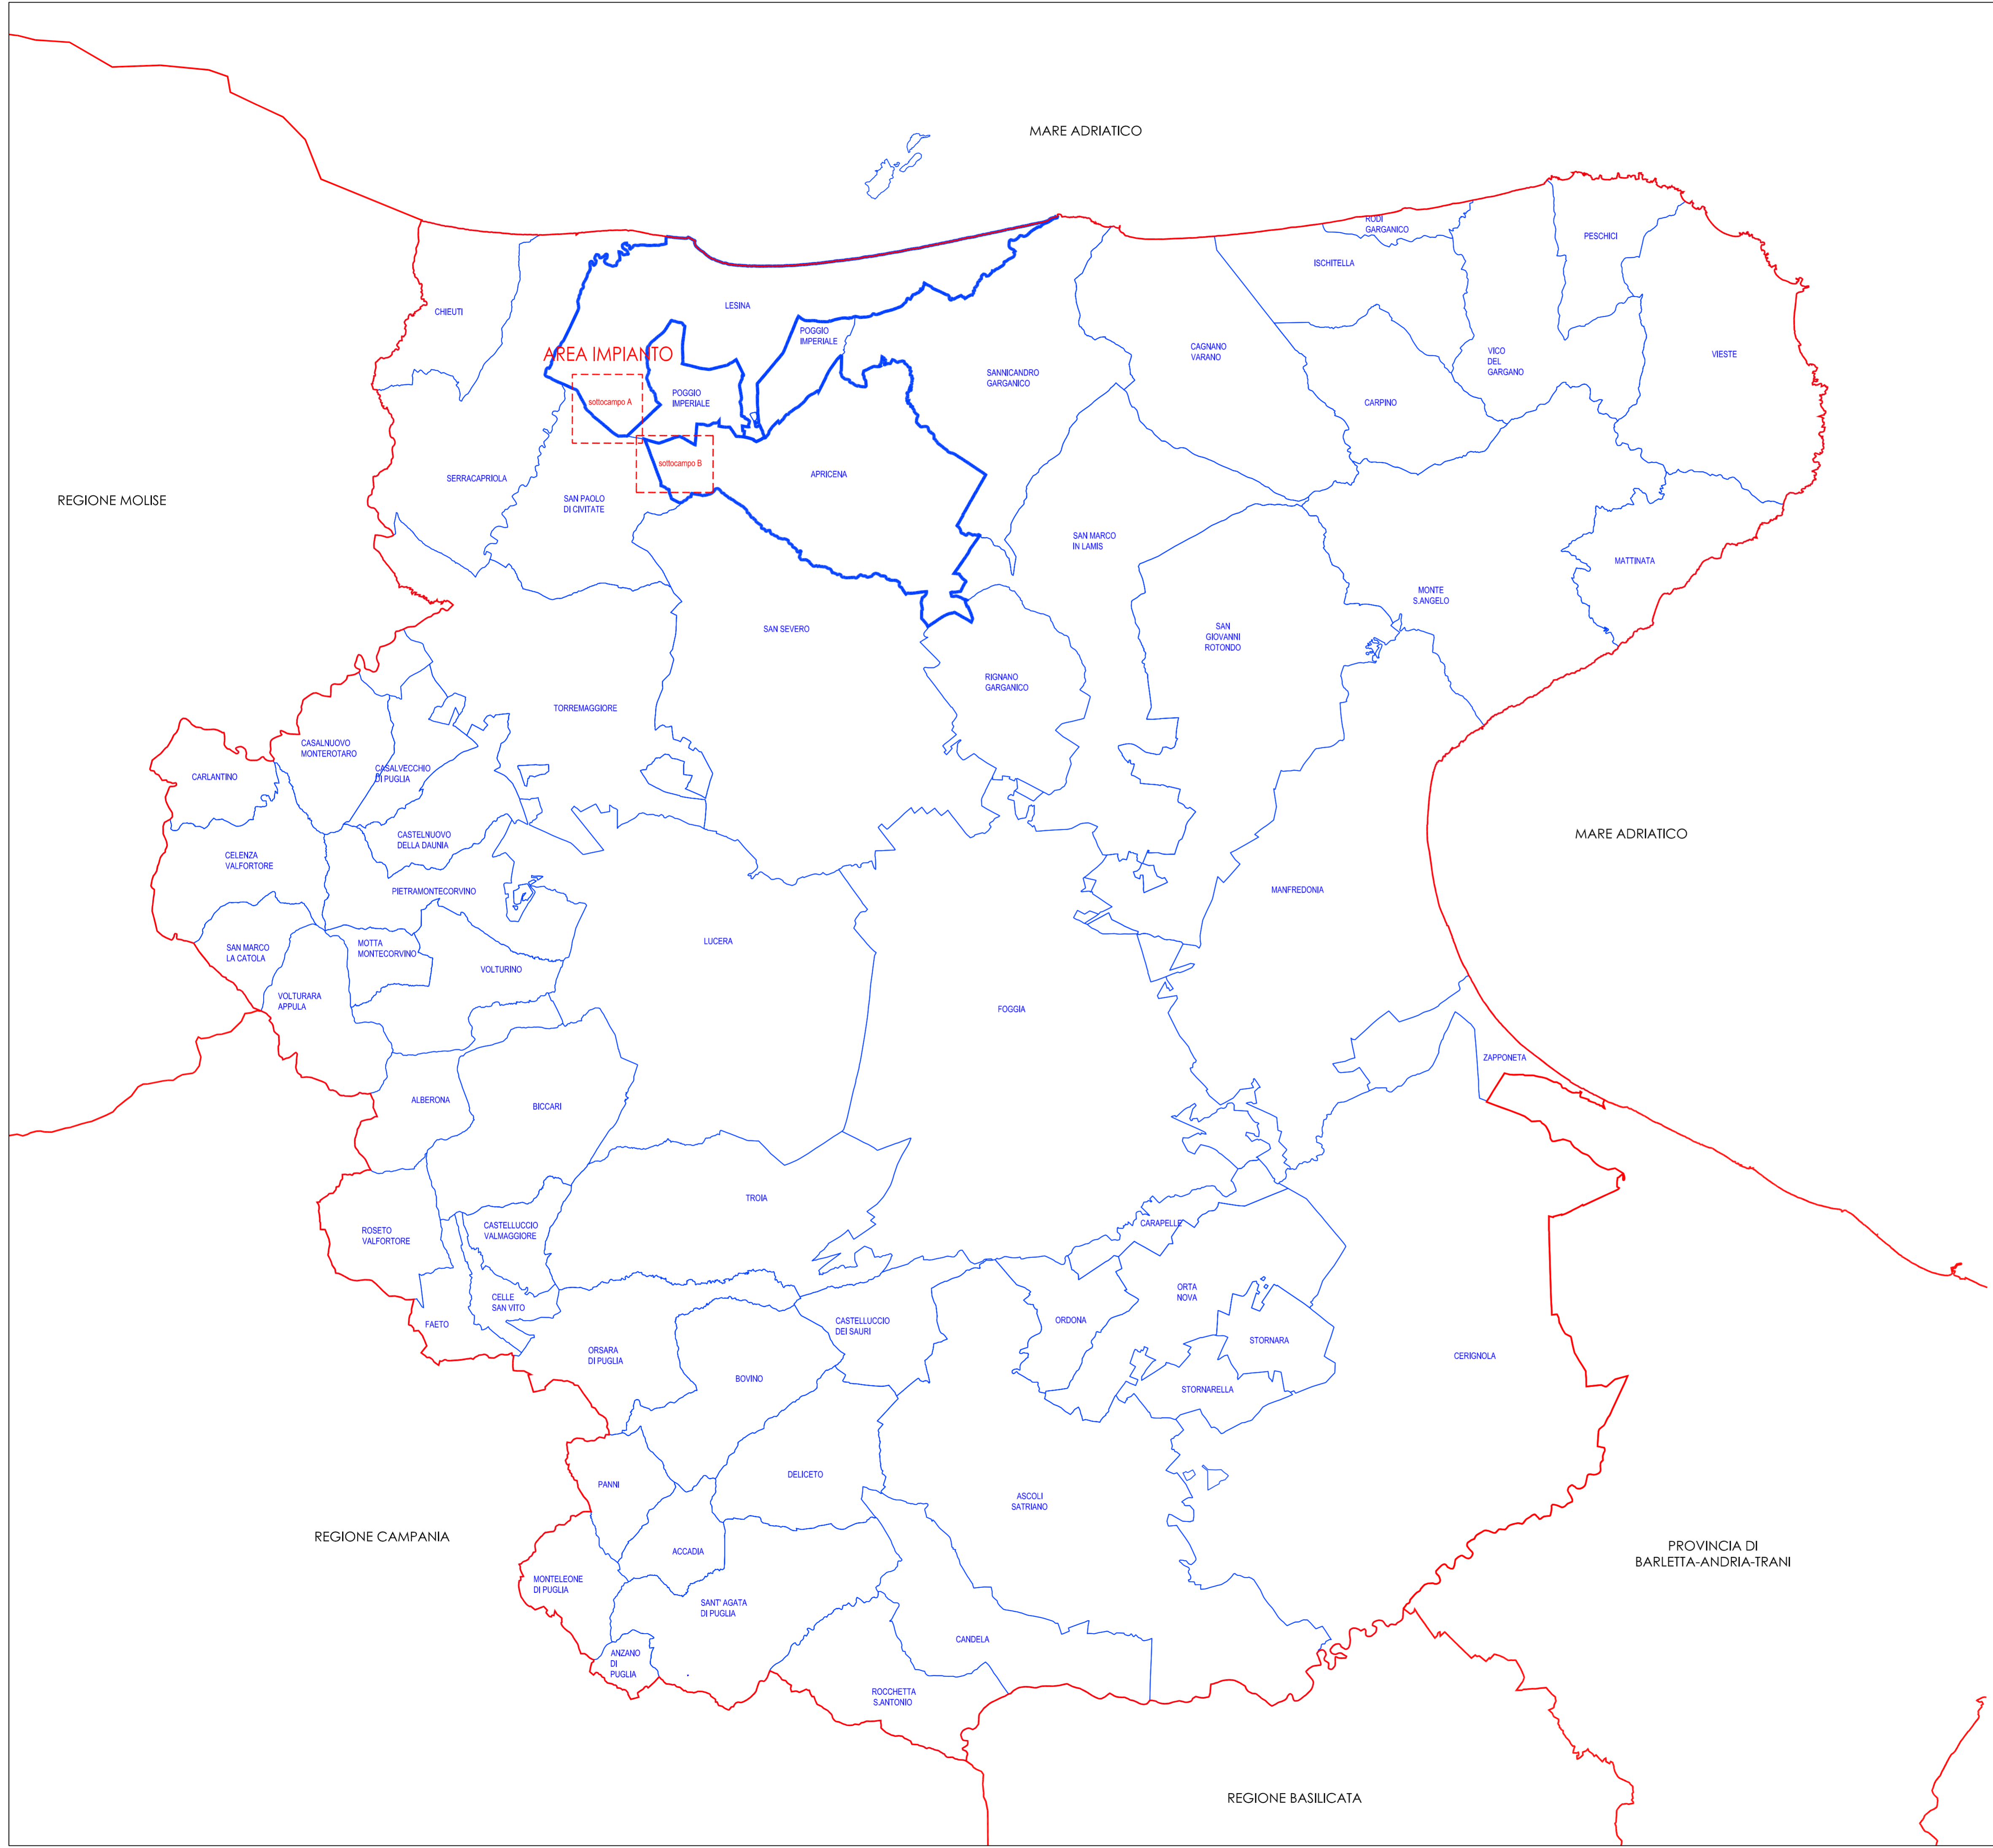 MARE ADRIATICO
RODI
GARGANICO
PESCHICI
ISCHITELLA
LESINA
CHIEUTI
POGGIO
IMPERIALE
AREA IMPIANTO
CAGNANO
VARANO
VICO
DEL
GARGANO
VIESTE
SANNICANDRO
GARGANICO
POGGIO
IMPERIALE
sottocampo A
CARPINO
sottocampo B
APRICENA
SERRACAPRIOLA
REGIONE MOLISE
SAN PAOLO
DI CIVITATE
SAN MARCO
IN LAMIS
MATTINATA
MONTE
S.ANGELO
SAN SEVERO
SAN
GIOVANNI
ROTONDO
RIGNANO
GARGANICO
TORREMAGGIORE
CASALNUOVO
MONTEROTARO
CARLANTINO
CASALVECCHIO
DI PUGLIA
CASTELNUOVO
DELLA DAUNIA
MARE ADRIATICO
CELENZA
VALFORTORE
PIETRAMONTECORVINO
MANFREDONIA
SAN MARCO
LA CATOLA
MOTTA
MONTECORVINO
LUCERA
VOLTURINO
VOLTURARA
APPULA
FOGGIA
ZAPPONETA
ALBERONA
BICCARI
TROIA
ROSETO
VALFORTORE
CASTELLUCCIO
VALMAGGIORE
CARAPELLE
CELLE
SAN VITO
ORTA
NOVA
FAETO
CASTELLUCCIO
DEI SAURI
ORDONA
STORNARA
ORSARA
DI PUGLIA
CERIGNOLA
BOVINO
STORNARELLA
DELICETO
PANNI
ASCOLI
SATRIANO
REGIONE CAMPANIA
ACCADIA
PROVINCIA DI
BARLETTA-ANDRIA-TRANI
MONTELEONE
DI PUGLIA
SANT' AGATA
DI PUGLIA
CANDELA
ANZANO
DI
PUGLIA
ROCCHETTA
S.ANTONIO
REGIONE BASILICATA